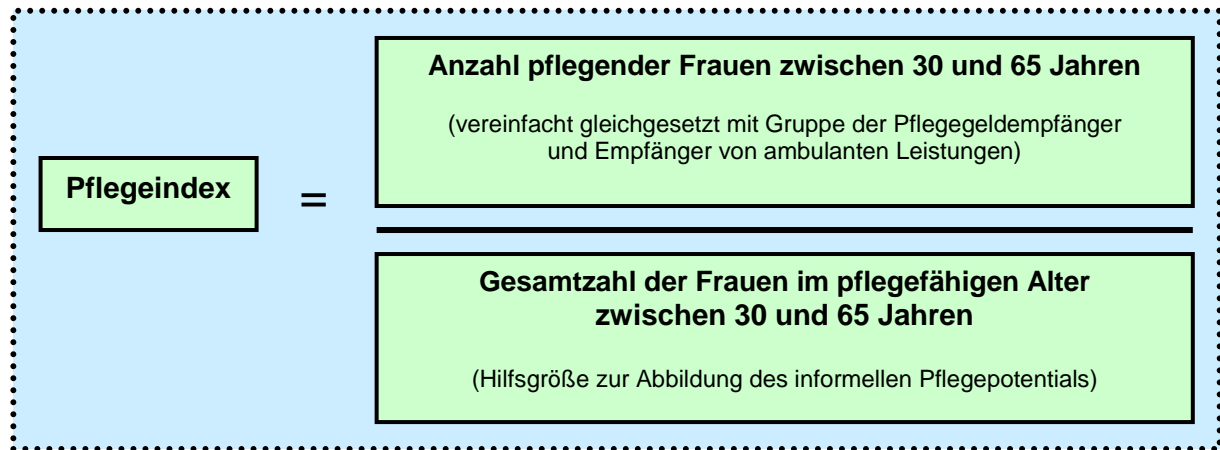 Pflegeindex
=
Anzahl pflegender Frauen zwischen 30 und 65 Jahren
(vereinfacht gleichgesetzt mit Gruppe der Pflegegeldempfänger
und Empfänger von ambulanten Leistungen)
Gesamtzahl der Frauen im pflegefähigen Alter
zwischen 30 und 65 Jahren
(Hilfsgröße zur Abbildung des informellen Pflegepotentials)